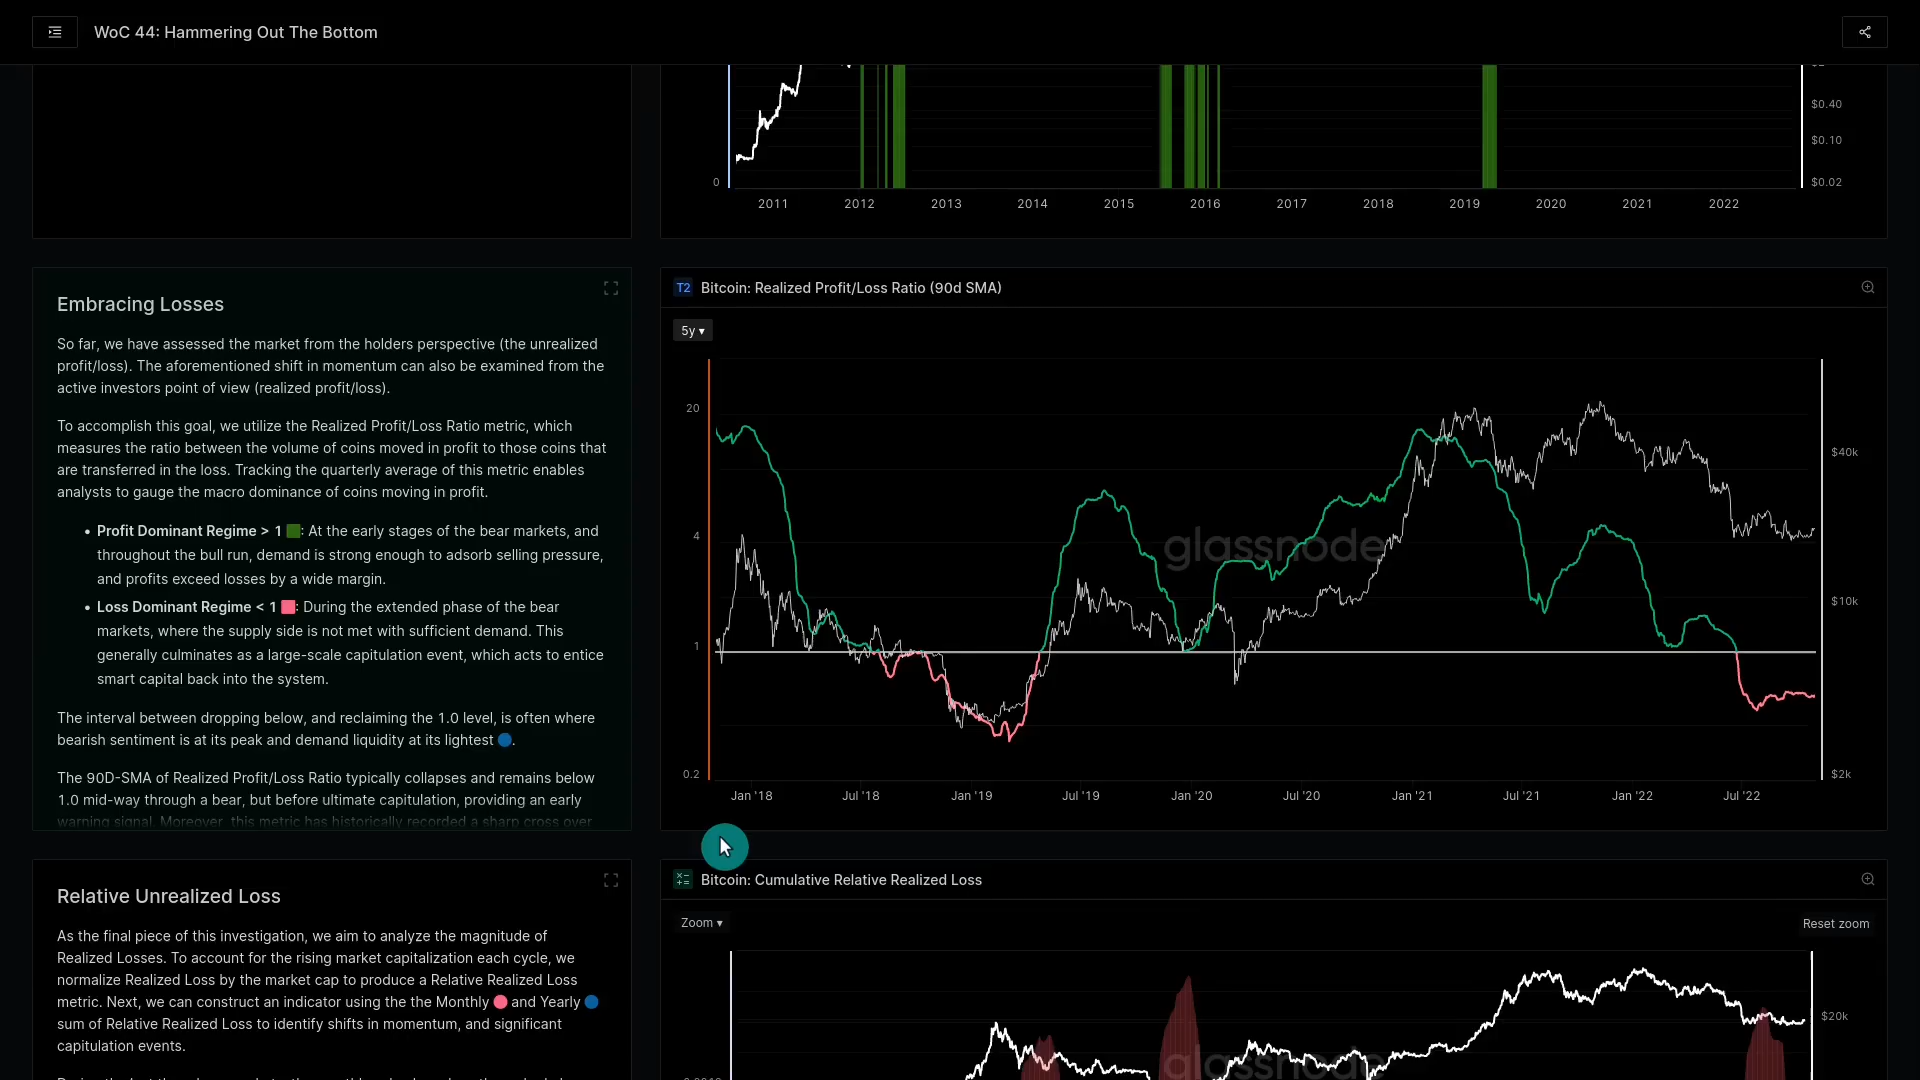 WoC 44: Hammering Out The Bottom
$0.40
$0.10
0
$0.02
2011 2012 2013 2014 2015 2016 2017 2018 2019 2020 2021 2022
Embracing Losses
So far, we have assessed the market from the holders perspective (the unrealized
profit/loss). The aforementioned shift in momentum can also be examined from the
active investors point of view (realized profit/loss).
To accomplish this goal, we utilize the Realized Profit/Loss Ratio metric, which
measures the ratio between the volume of coins moved in profit to those coins that
are transferred in the loss. Tracking the quarterly average of this metric enables
analysts to gauge the macro dominance of coins moving in profit.
• Profit Dominant Regime > 1 : At the early stages of the bear markets, and
throughout the bull run, demand is strong enough to adsorb selling pressure,
and profits exceed losses by a wide margin.
• Loss Dominant Regime < 1 : During the extended phase of the bear
markets, where the supply side is not met with sufficient demand. This
generally culminates as a large-scale capitulation event, which acts to entice
smart capital back into the system.
The interval between dropping below, and reclaiming the 1.0 level, is often where
bearish sentiment is at its peak and demand liquidity at its lightest .
The 90D-SMA of Realized Profit/Loss Ratio typically collapses and remains below
1.0 mid-way through a bear, but before ultimate capitulation, providing an early
warning signal. Moreover, this metric has historically recorded a sharp cross over
T2 Bitcoin: Realized Profit/Loss Ratio (90d SMA)
5y ▾
20
$40k
4
glassnode
$10k
1
0.2
$2k
Jan '18 Jul '18 Jan '19 Jul '19 Jan '20 Jul '20 Jan '21 Jul '21 Jan '22 Jul '22
Relative Unrealized Loss
As the final piece of this investigation, we aim to analyze the magnitude of
Realized Losses. To account for the rising market capitalization each cycle, we
normalize Realized Loss by the market cap to produce a Relative Realized Loss
metric. Next, we can construct an indicator using the the Monthly and Yearly
sum of Relative Realized Loss to identify shifts in momentum, and significant
capitulation events.
Bitcoin: Cumulative Relative Realized Loss
Zoom ▾
Reset zoom
$20k
glassnode